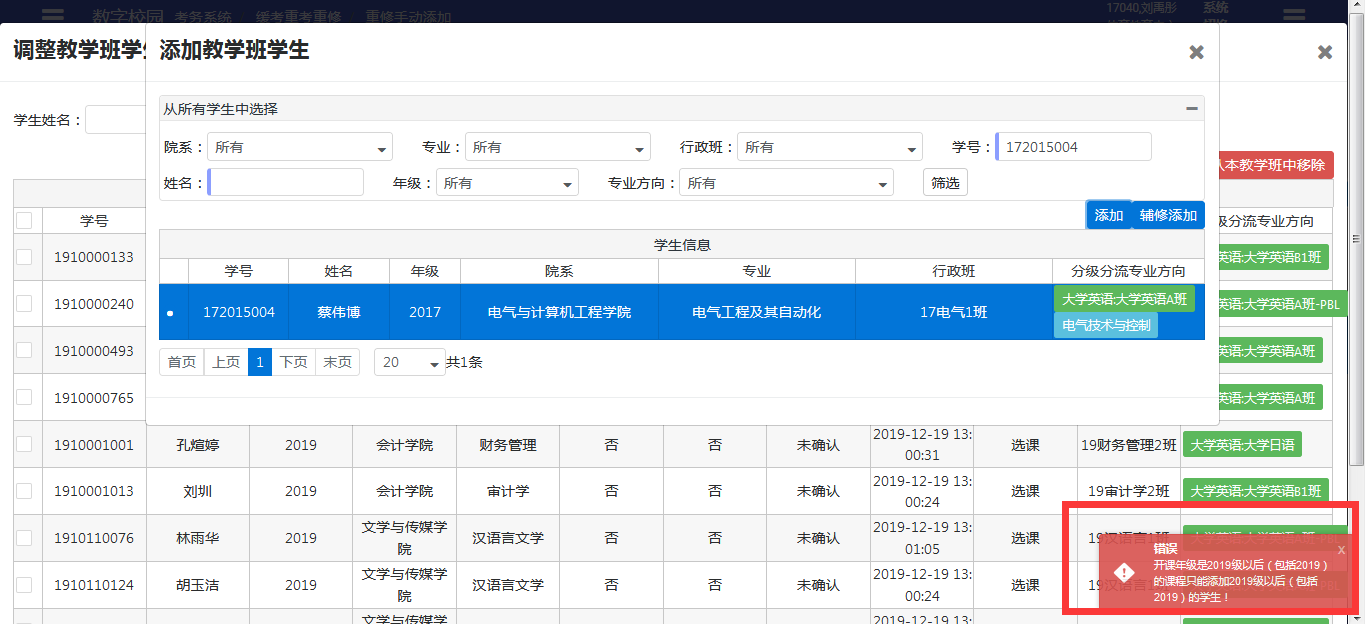 数字校园 考务系统 缓考重考重修 重修手动添加
17040,刘禹彤 系统
调整教学班学生
添加教学班学生
从所有学生中选择
学生姓名：
院系： 所有 专业： 所有 行政班： 所有 学号： 172015004
姓名： 年级： 所有 专业方向： 所有 筛选
从本教学班中移除
添加 辅修添加
学生信息
学号 姓名 年级 院系 专业 行政班 分级分流专业方向
172015004 蔡伟博 2017 电气与计算机工程学院 电气工程及其自动化 17电气1班 大学英语:大学英语A班
电气技术与控制
首页 上页 1 下页 末页 20 共1条
学号 级分流专业方向
1910000133 英语:大学英语B1班
1910000240 英语:大学英语A班-PBL
1910000493 英语:大学英语A班
1910000765 英语:大学英语A班
1910001001 孔煊婷 2019 会计学院 财务管理 否 否 未确认 2019-12-19 13:00:31 选课 19财务管理2班 大学英语:大学日语
1910001013 刘圳 2019 会计学院 审计学 否 否 未确认 2019-12-19 13:00:24 选课 19审计学2班 大学英语:大学英语B1班
1910110076 林雨华 2019 文学与传媒学院 汉语言文学 否 否 未确认 2019-12-19 13:01:05 选课 19汉语言1班
1910110124 胡玉洁 2019 文学与传媒学院 汉语言文学 否 否 未确认 2019-12-19 13:00:24 选课
文学与传媒学 2019-12-19 13:
错误
x
开课年级是2019级以后（包括2019）
的课程只能添加2019级以后（包括
2019）的学生！